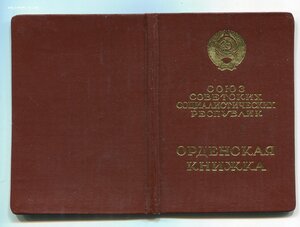 СОЮЗ
СОВЕТСКИХ
СОЦИАЛИСТИЧЕСКИХ
РЕСПУБЛИК
ОРДЕНСКАЯ
КНИЖКА